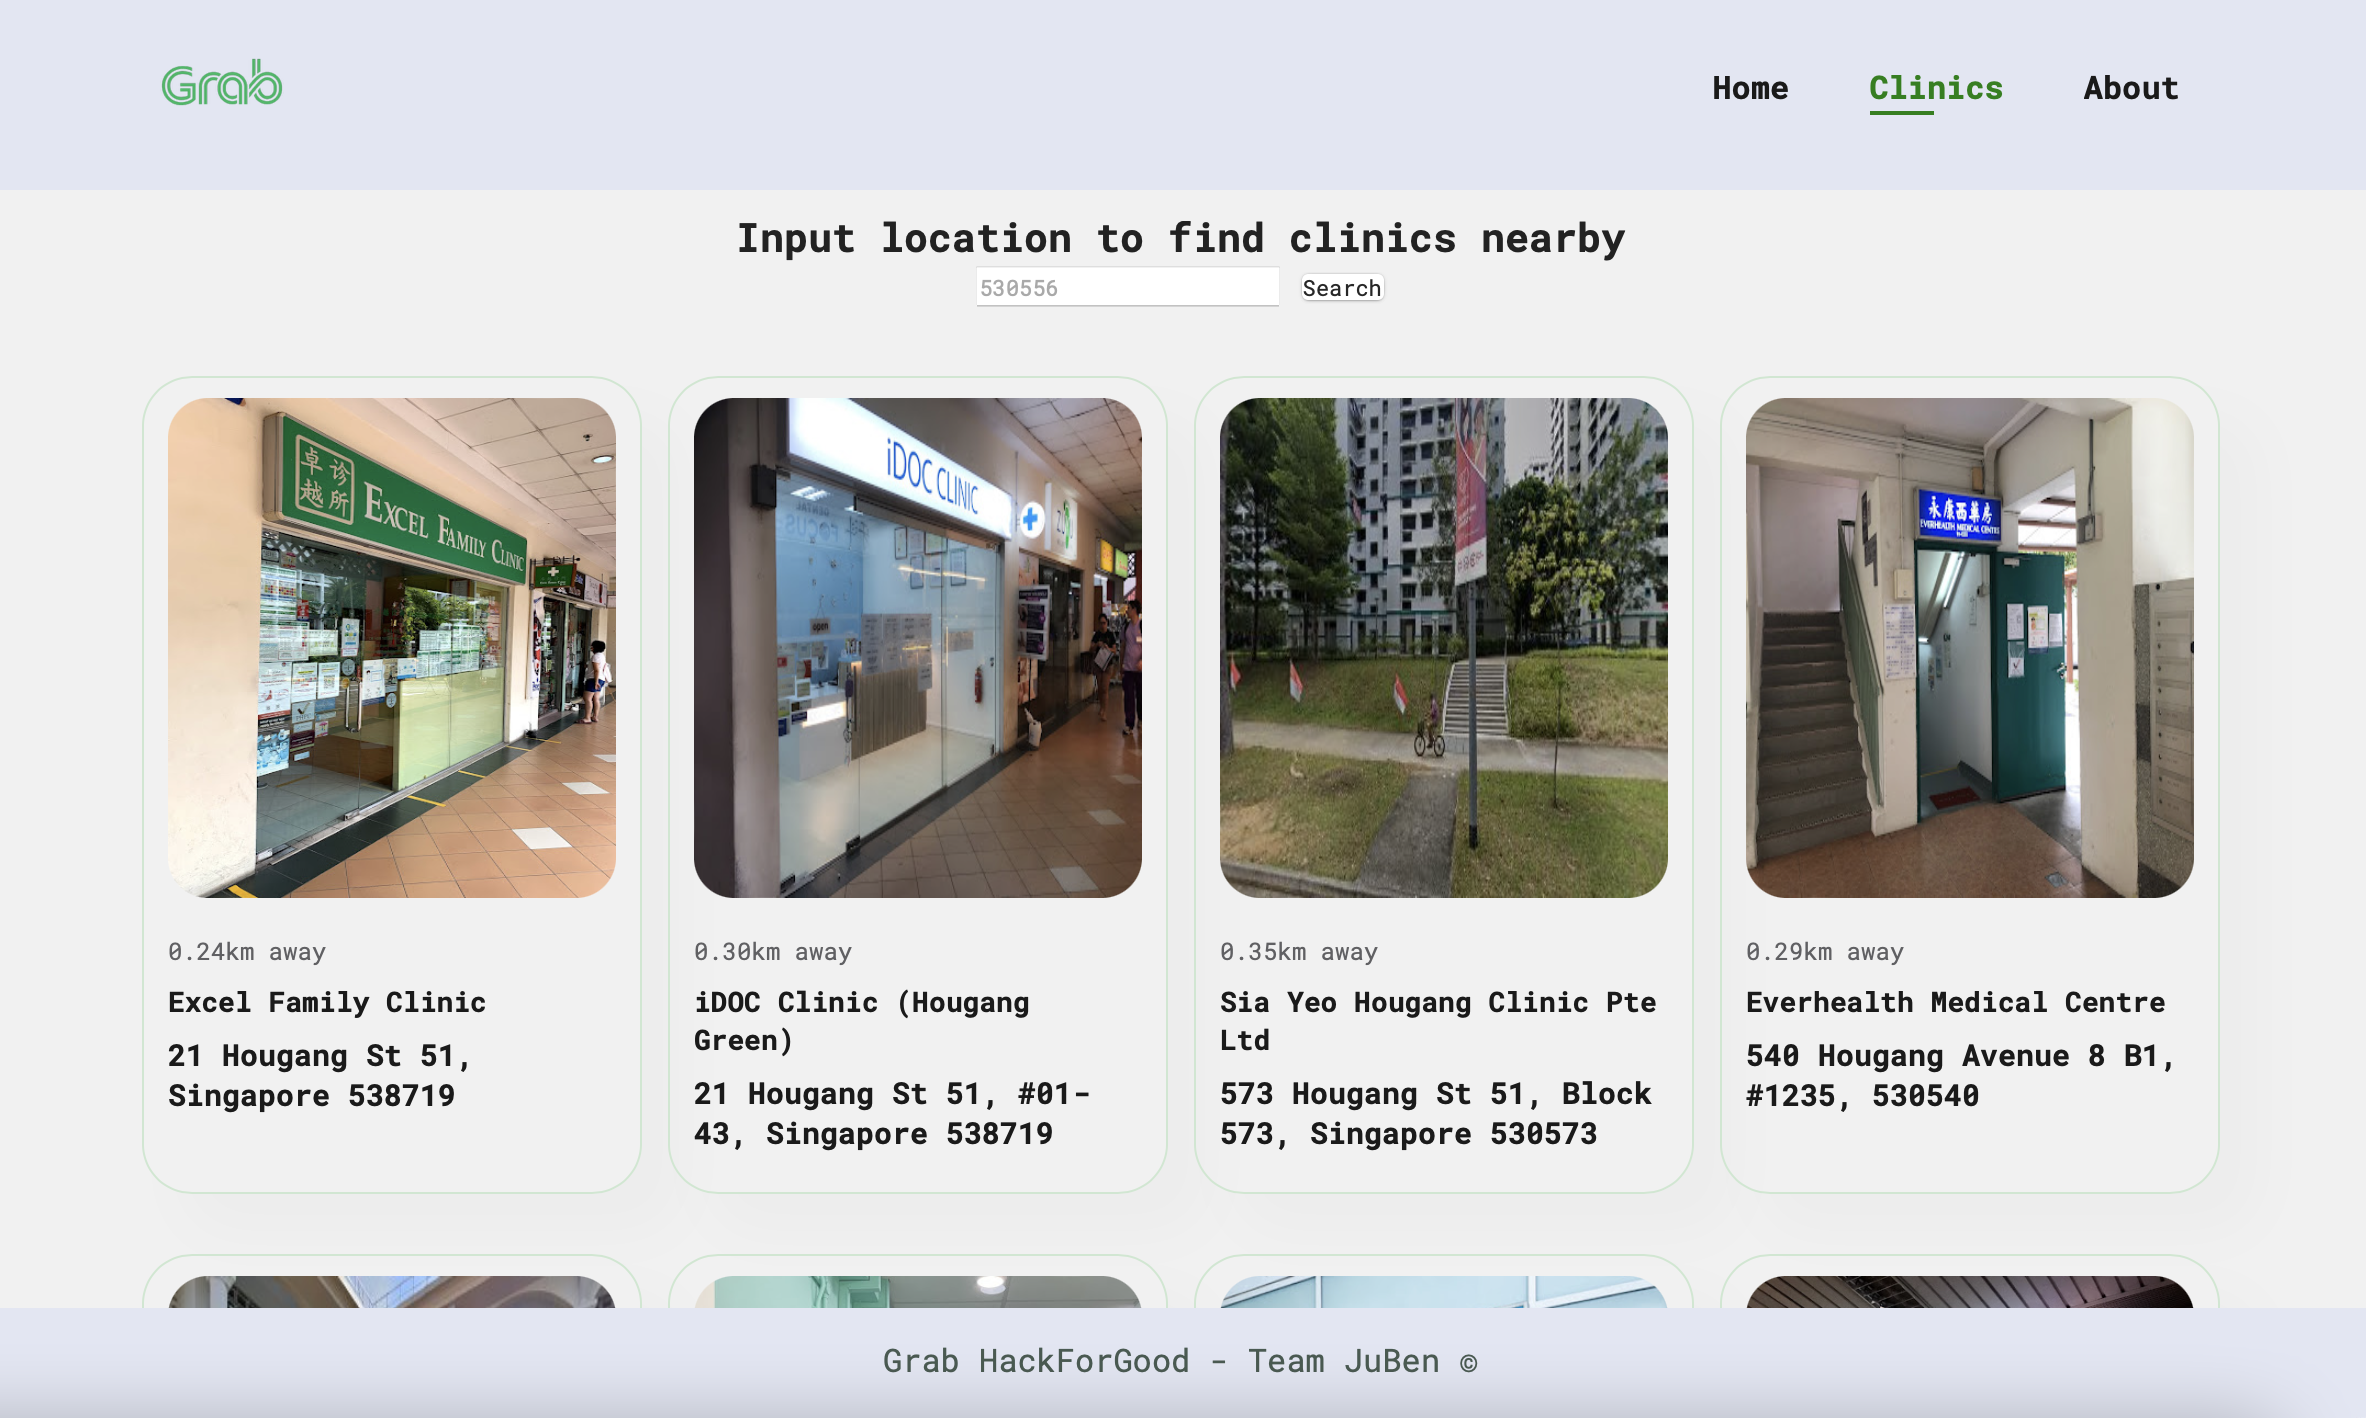 Grab
Home
Clinics
About
Input location to find clinics nearby
530556
Search
卓诊
越所
EXCEL FAMILY CLINIC
iDOC CLINIC
open
永康西藥房
EVERHEALTH MEDICAL CENTRE
0.24km away
Excel Family Clinic
21 Hougang St 51,
Singapore 538719
0.30km away
iDOC Clinic (Hougang
Green)
21 Hougang St 51, #01-
43, Singapore 538719
0.35km away
Sia Yeo Hougang Clinic Pte
Ltd
573 Hougang St 51, Block
573, Singapore 530573
0.29km away
Everhealth Medical Centre
540 Hougang Avenue 8 B1,
#1235, 530540
Grab HackForGood - Team JuBen ©